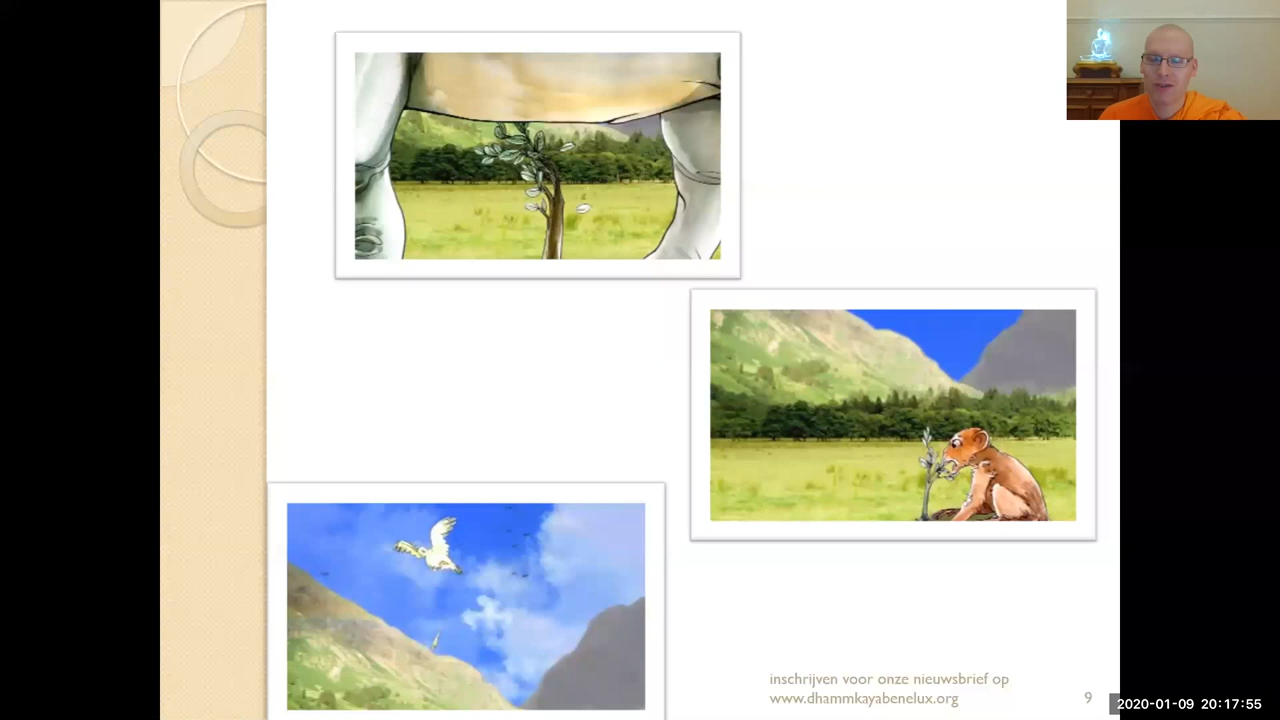 inschrijven voor onze nieuwsbrief op
www.dhammkayabenelux.org
9
2020-01-09 20:17:55